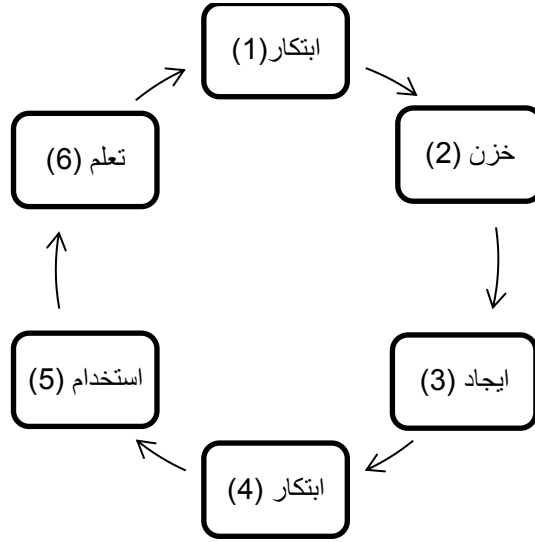 ابتكار(1)
خزن (2)
ايجاد (3)
ابتكار (4)
استخدام (5)
تعلم (6)